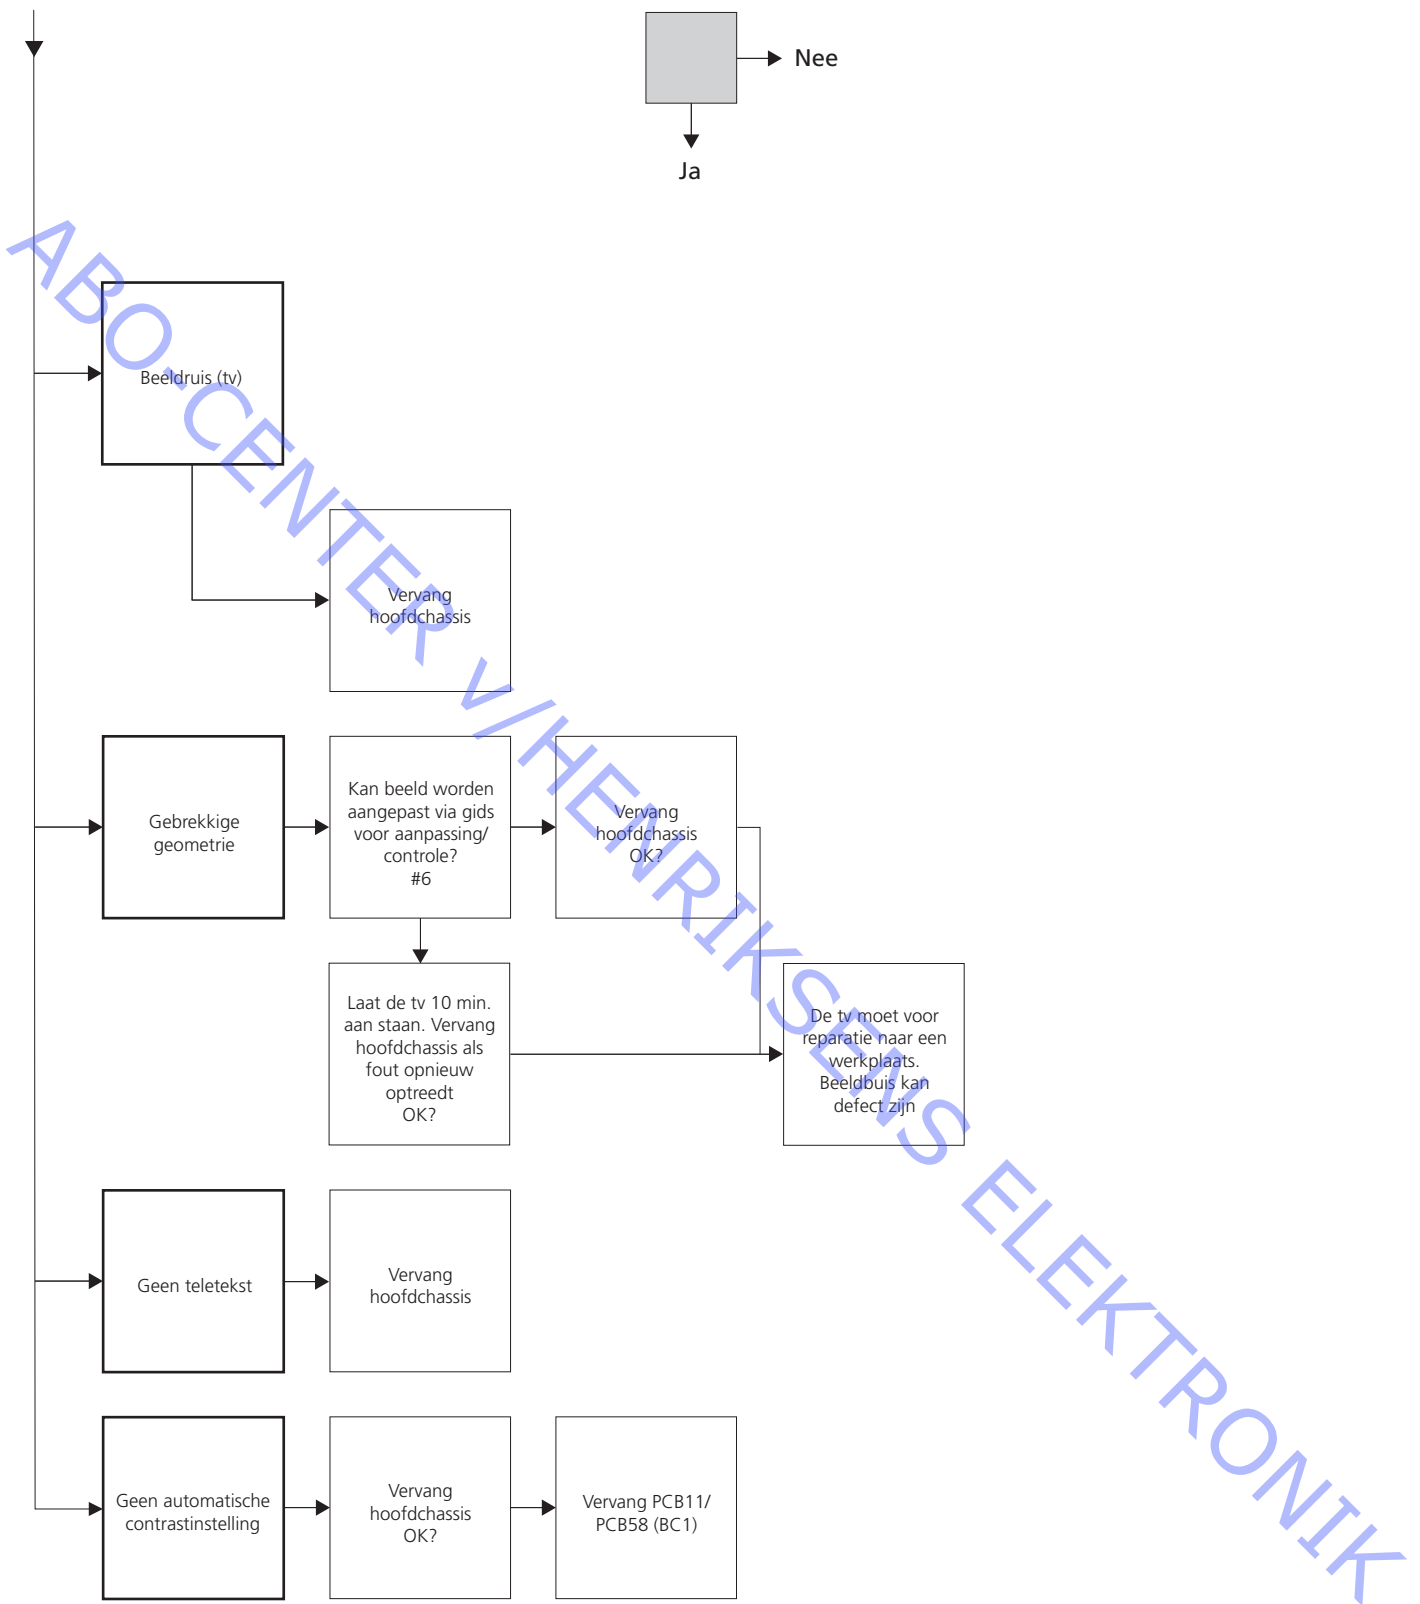 Nee
Ja
Beeldruis (tv)
Vervang
hoofdchassis
Gebrekkige
geometrie
Kan beeld worden
aangepast via gids
voor aanpassing/
controle?
#6
Vervang
hoofdchassis
OK?
Laat de tv 10 min.
aan staan. Vervang
hoofdchassis als
fout opnieuw
optreedt
OK?
De tv moet voor
reparatie naar een
werkplaats.
Beeldbuis kan
defect zijn
Geen teletekst
Vervang
hoofdchassis
Geen automatische
contrastinstelling
Vervang
hoofdchassis
OK?
Vervang PCB11/
PCB58 (BC1)
ABO-CENTER v/HENRIKSENS ELEKTRONIK